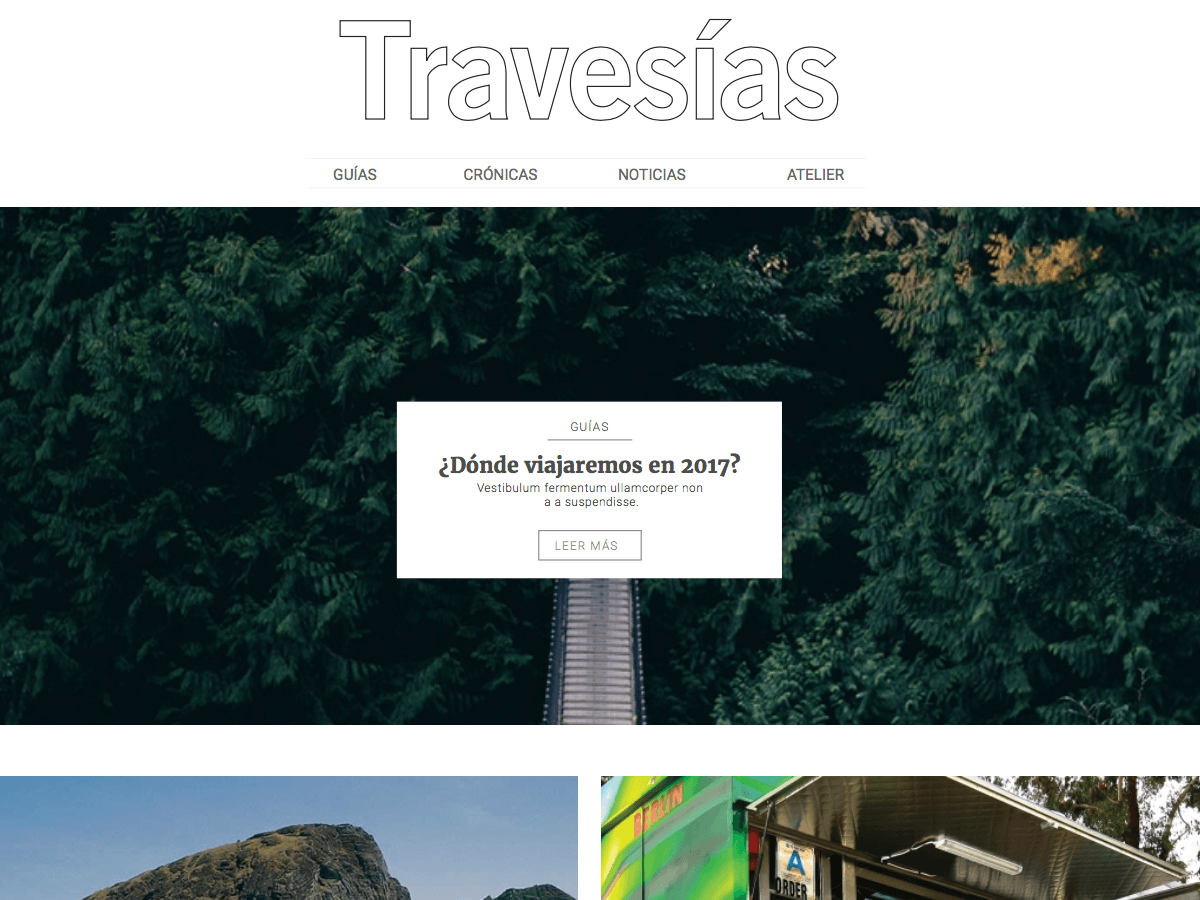 Travesías
GUÍAS CRÓNICAS NOTICIAS ATELIER
GUÍAS
¿Dónde viajaremos en 2017?
Vestibulum fermentum ullamcorper non
a a suspendisse.
LEER MÁS
BERLIN
A
ORDER